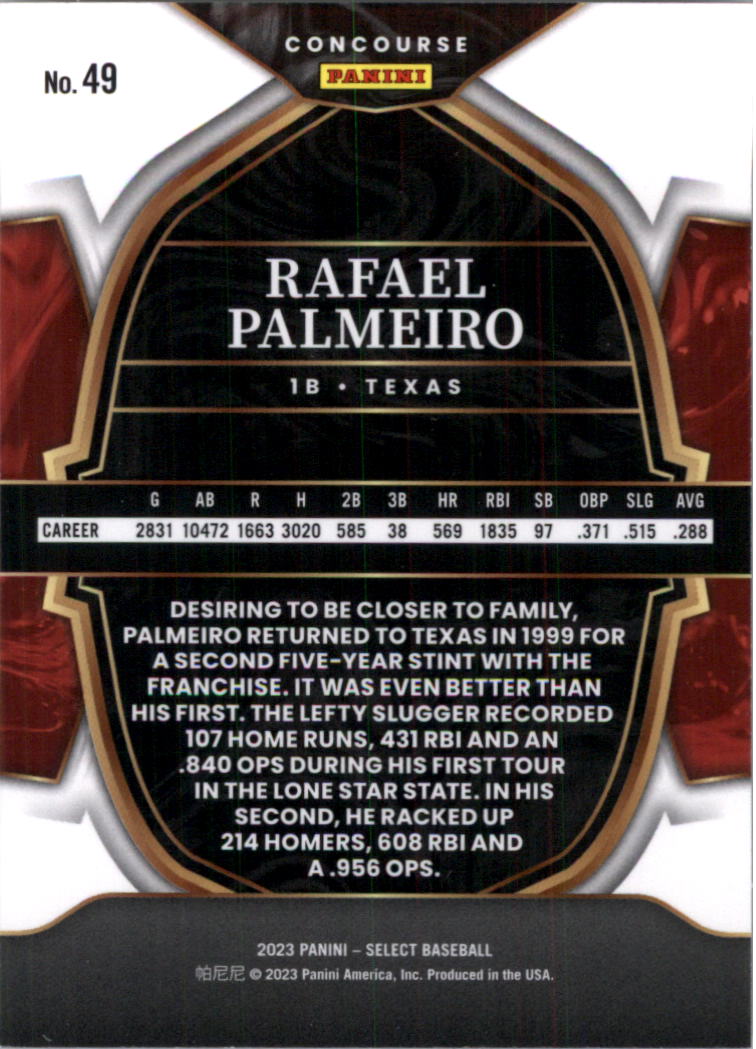 CONCOURSE
PANINI
No. 49
RAFAEL
PALMEIRO
1B • TEXAS
G AB R H 2B 3B HR RBI SB OBP SLG AVG
CAREER 2831 10472 1663 3020 585 38 569 1835 97 .371 .515 .288
DESIRING TO BE CLOSER TO FAMILY,
PALMEIRO RETURNED TO TEXAS IN 1999 FOR
A SECOND FIVE-YEAR STINT WITH THE
FRANCHISE. IT WAS EVEN BETTER THAN
HIS FIRST. THE LEFTY SLUGGER RECORDED
107 HOME RUNS, 431 RBI AND AN
.840 OPS DURING HIS FIRST TOUR
IN THE LONE STAR STATE. IN HIS
SECOND, HE RACKED UP
214 HOMERS, 608 RBI AND
A .956 OPS.
2023 PANINI – SELECT BASEBALL
帕尼尼 © 2023 Panini America, Inc. Produced in the USA.